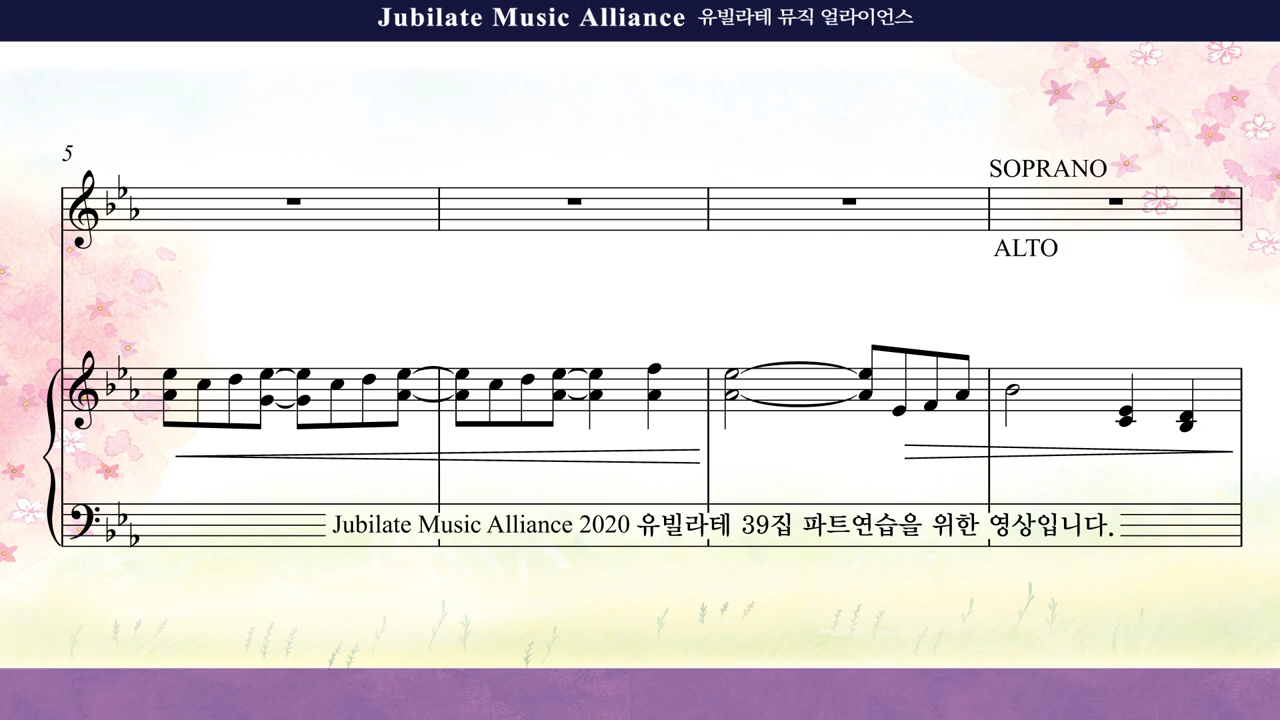 Jubilate Music Alliance 유빌라테 뮤직 얼라이언스
5
SOPRANO
ALTO
Jubilate Music Alliance 2020 유빌라테 39집 파트연습을 위한 영상입니다.